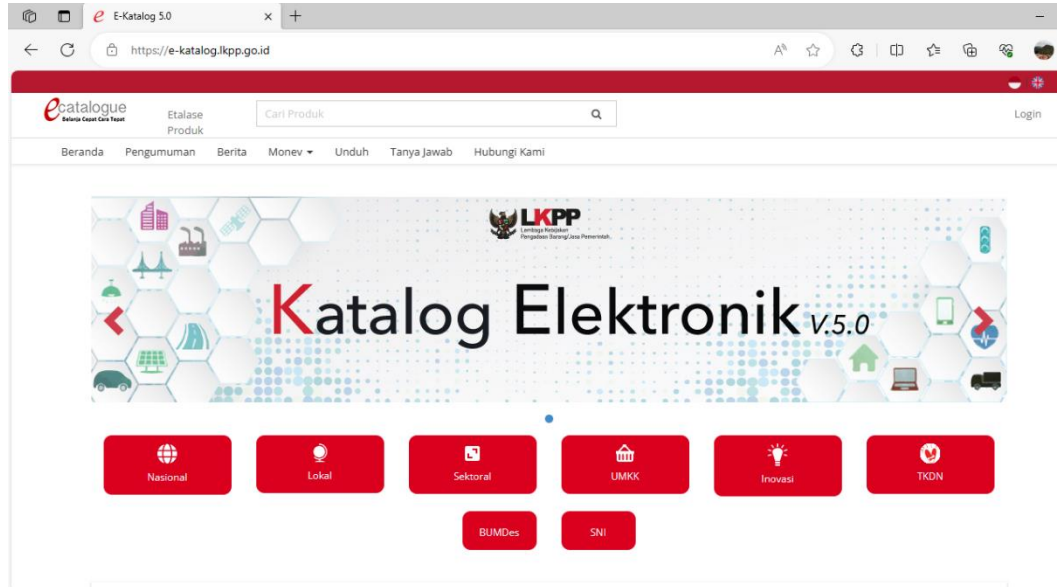 E-Katalog 5.0
https://e-katalog.lkpp.go.id
ecatalogue
Belanja Cepat Cara Tepat
Etalase
Produk
Cari Produk
Login
Beranda Pengumuman Berita Monev Unduh Tanya Jawab Hubungi Kami
LKPP
Lembaga Kebijakan
Pengadaan Barang/Jasa Pemerintah
Katalog Elektronik V.5.0
Nasional Lokal Sektoral UMKK Inovasi TKDN
BUMDes SNI